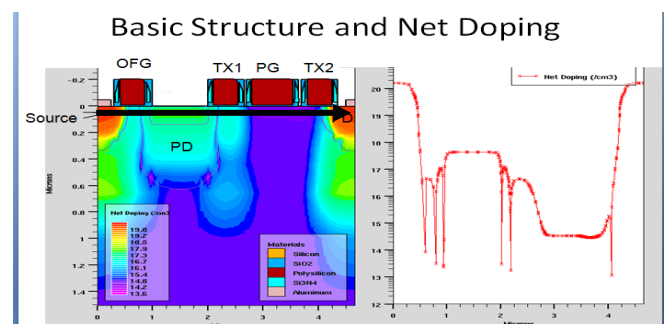 Basic Structure and Net Doping
OFG TX1 PG TX2
Source
D
PD
Microns
-0.2
0
0.2
0.4
0.6
0.8
1
1.2
1.4
0 1 2 3 4
Net Doping (/cm3)
19.8
19.2
18.5
17.9
17.3
16.7
16.1
15.4
14.8
14.2
13.6
Materials
Silicon
SiO2
Polysilicon
Si3N4
Aluminum
Net Doping (/cm3)
21
20
19
18
17
16
15
14
13
12
0 2 4
Microns